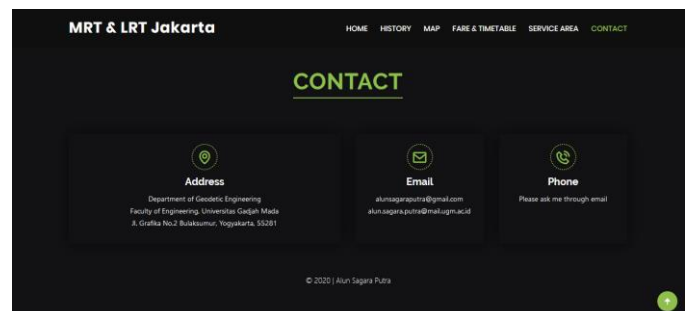 MRT & LRT Jakarta
HOME HISTORY MAP FARE & TIMETABLE SERVICE AREA CONTACT
CONTACT
Address
Department of Geodetic Engineering
Faculty of Engineering, Universitas Gadjah Mada
Jl. Grafika No.2 Bulaksumur, Yogyakarta, 55281
Email
alunsagaraputra@gmail.com
alun.sagara.putra@mail.ugm.ac.id
Phone
Please ask me through email
© 2020 | Alun Sagara Putra